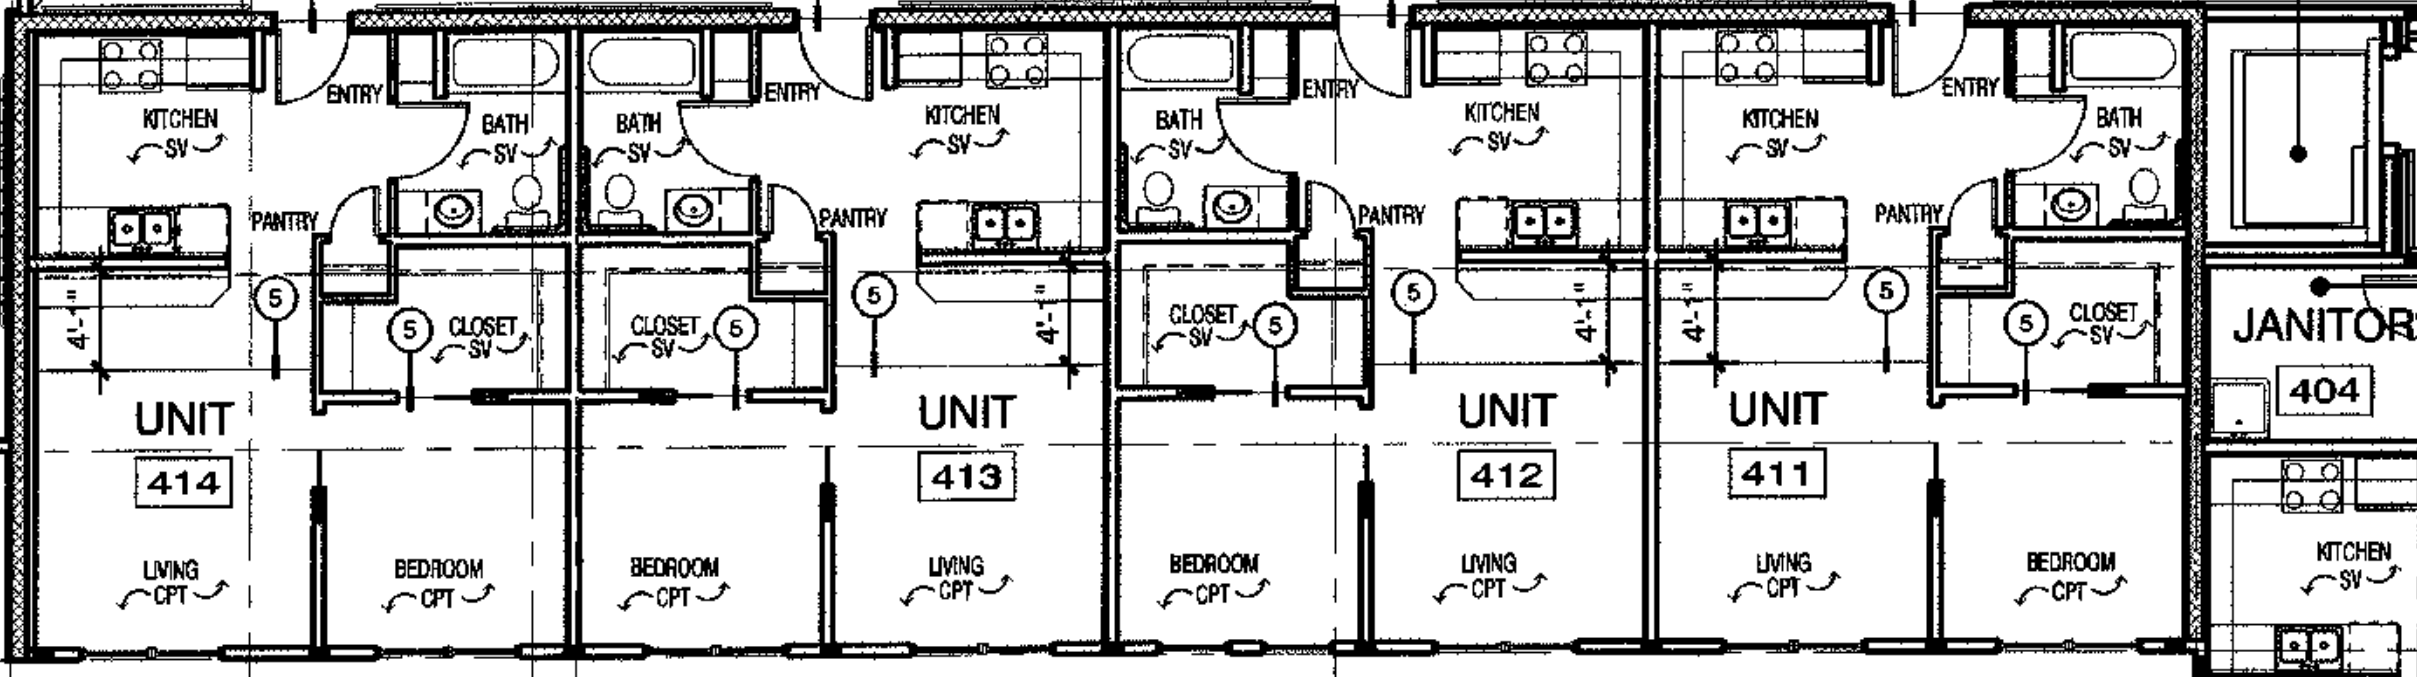 ENTRY
KITCHEN
SV
BATH
SV
PANTRY
4'-1"
5
5
CLOSET
SV
UNIT
414
LIVING
CPT
BEDROOM
CPT
BATH
SV
ENTRY
KITCHEN
SV
PANTRY
CLOSET
SV
5
5
4'-1"
UNIT
413
BEDROOM
CPT
LIVING
CPT
BATH
SV
ENTRY
KITCHEN
SV
PANTRY
CLOSET
SV
5
5
4'-1"
UNIT
412
BEDROOM
CPT
LIVING
CPT
KITCHEN
SV
ENTRY
BATH
SV
PANTRY
4'-1"
5
5
CLOSET
SV
UNIT
411
LIVING
CPT
BEDROOM
CPT
404
KITCHEN
SV